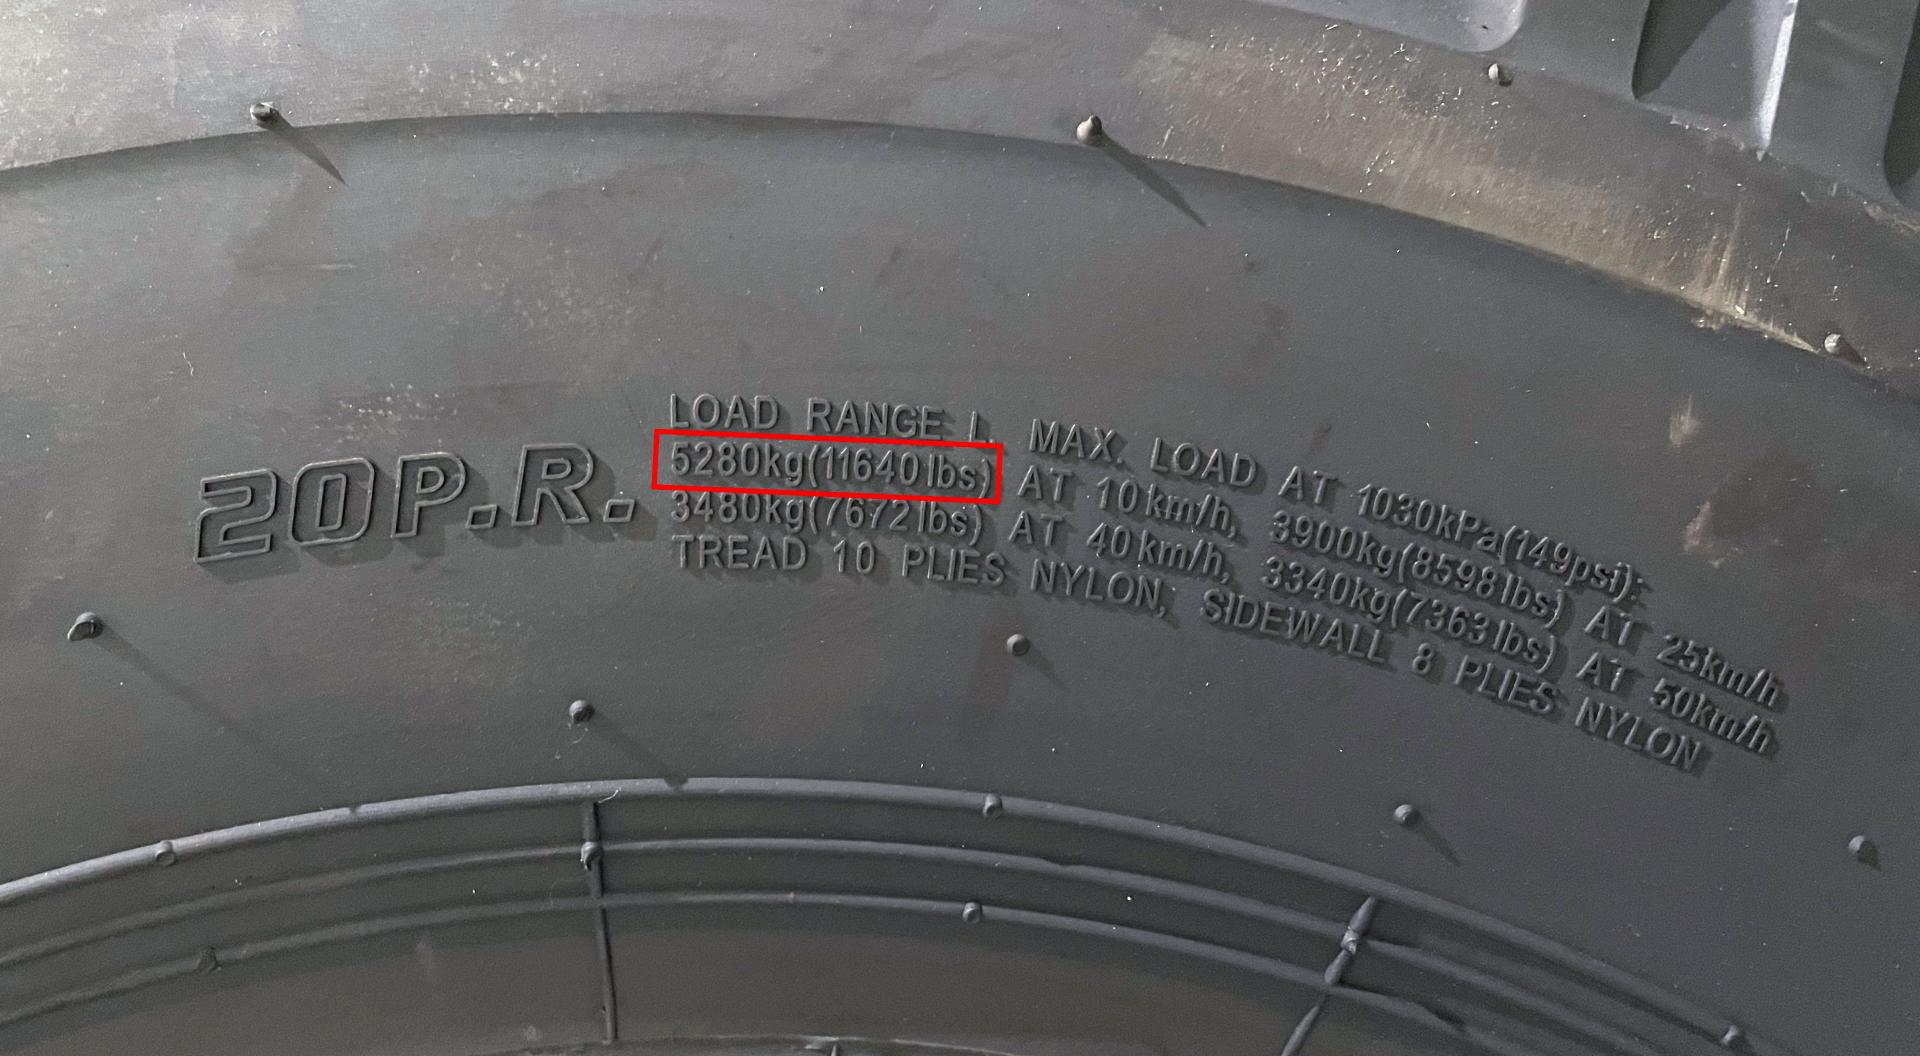 20P.R.
LOAD RANGE L. MAX. LOAD AT 1030kPa(149psi):
5280kg(11640lbs) AT 10km/h, 3900kg(8598lbs) AT 25km/h
3480kg(7672lbs) AT 40km/h, 3340kg(7363lbs) AT 50km/h
TREAD 10 PLIES NYLON, SIDEWALL 8 PLIES NYLON